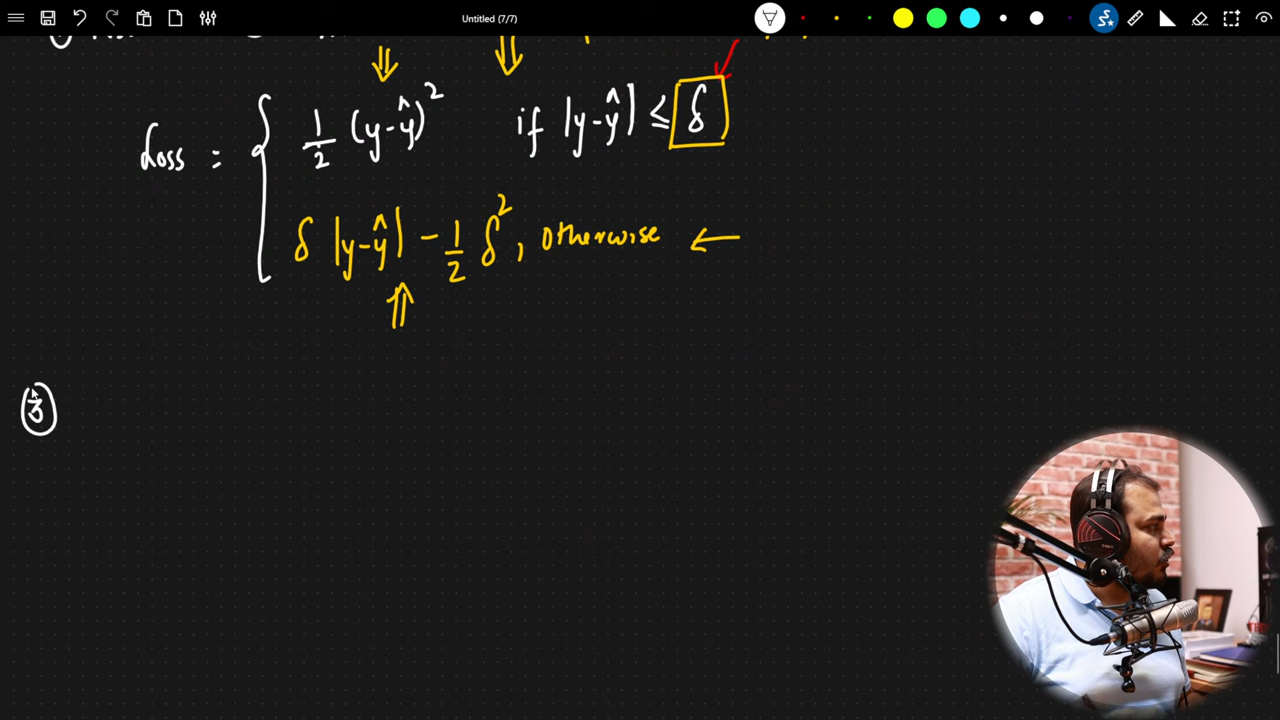 Untitled (7/7)
Loss = { 1/2 (y-ŷ)² if |y-ŷ| ≤ δ
δ |y-ŷ| - 1/2 δ², otherwise ←
③